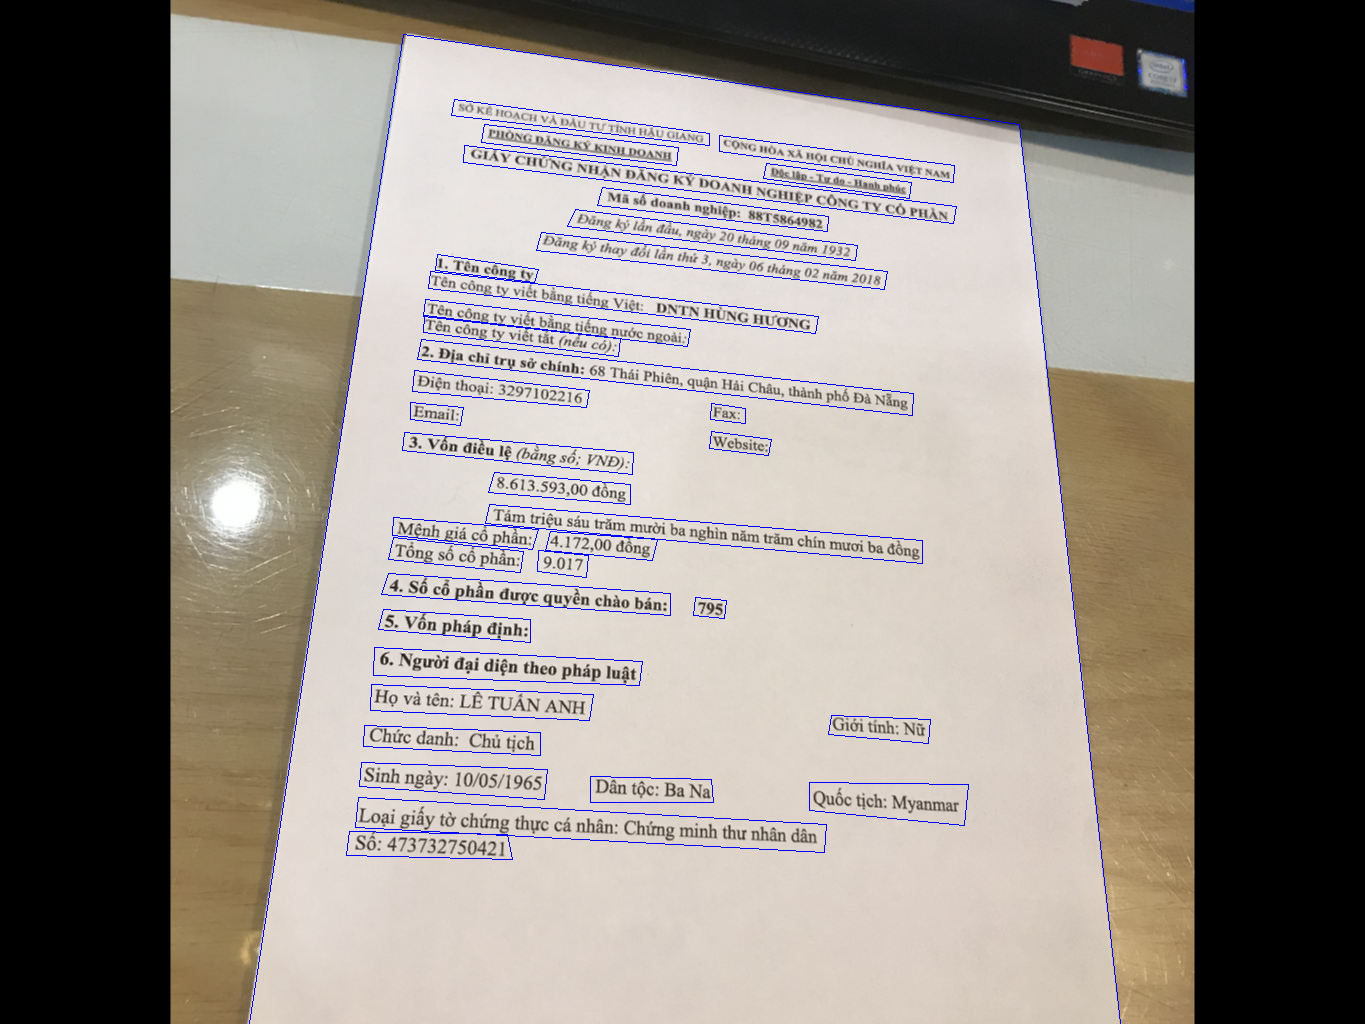 SỞ KẾ HOẠCH VÀ ĐẦU TƯ TỈNH HẬU GIANG
CỘNG HÒA XÃ HỘI CHỦ NGHĨA VIỆT NAM
PHÒNG ĐĂNG KÝ KINH DOANH
Độc lập - Tự do - Hạnh phúc
GIẤY CHỨNG NHẬN ĐĂNG KÝ DOANH NGHIỆP CÔNG TY CỔ PHẦN
Mã số doanh nghiệp: 88T5864982
Đăng ký lần đầu, ngày 20 tháng 09 năm 1932
Đăng ký thay đổi lần thứ 3, ngày 06 tháng 02 năm 2018
1. Tên công ty
Tên công ty viết bằng tiếng Việt: DNTN HÙNG HƯƠNG
Tên công ty viết bằng tiếng nước ngoài:
Tên công ty viết tắt (nếu có):
2. Địa chỉ trụ sở chính: 68 Thái Phiên, quận Hải Châu, thành phố Đà Nẵng
Điện thoại: 3297102216
Fax:
Email:
Website:
3. Vốn điều lệ (bằng số; VNĐ):
8.613.593,00 đồng
Tám triệu sáu trăm mười ba nghìn năm trăm chín mươi ba đồng
Mệnh giá cổ phần: 4.172,00 đồng
Tổng số cổ phần: 9.017
4. Số cổ phần được quyền chào bán: 795
5. Vốn pháp định:
6. Người đại diện theo pháp luật
Họ và tên: LÊ TUẤN ANH
Giới tính: Nữ
Chức danh: Chủ tịch
Sinh ngày: 10/05/1965 Dân tộc: Ba Na Quốc tịch: Myanmar
Loại giấy tờ chứng thực cá nhân: Chứng minh thư nhân dân
Số: 473732750421